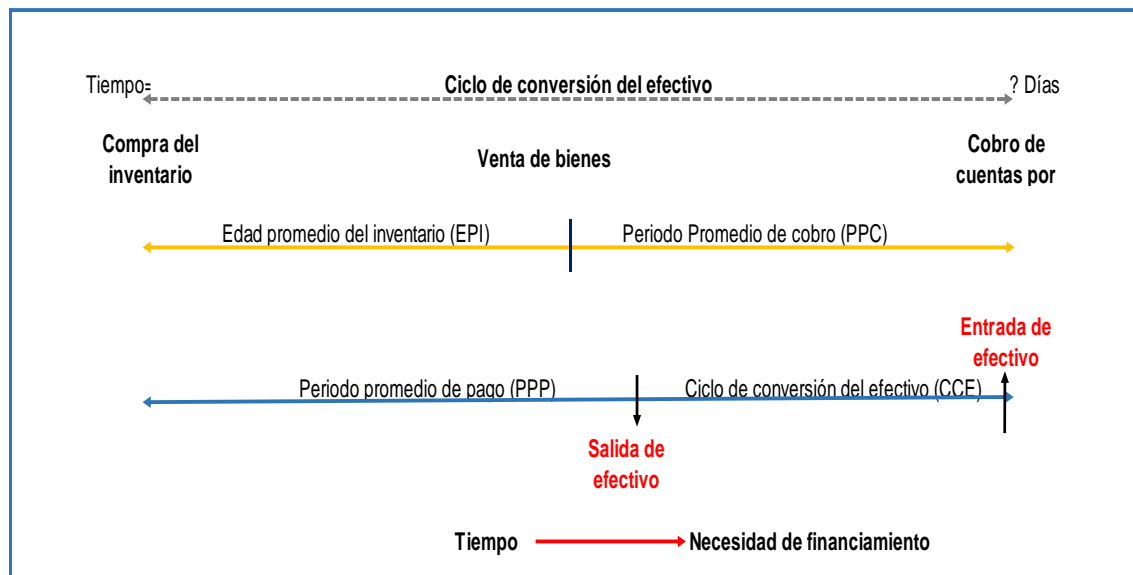 Tiempo=
Ciclo de conversión del efectivo
? Días
Compra del
inventario
Venta de bienes
Cobro de
cuentas por
Edad promedio del inventario (EPI)
Periodo Promedio de cobro (PPC)
Entrada de
efectivo
Periodo promedio de pago (PPP)
Ciclo de conversión del efectivo (CCE)
Salida de
efectivo
Tiempo
Necesidad de financiamiento